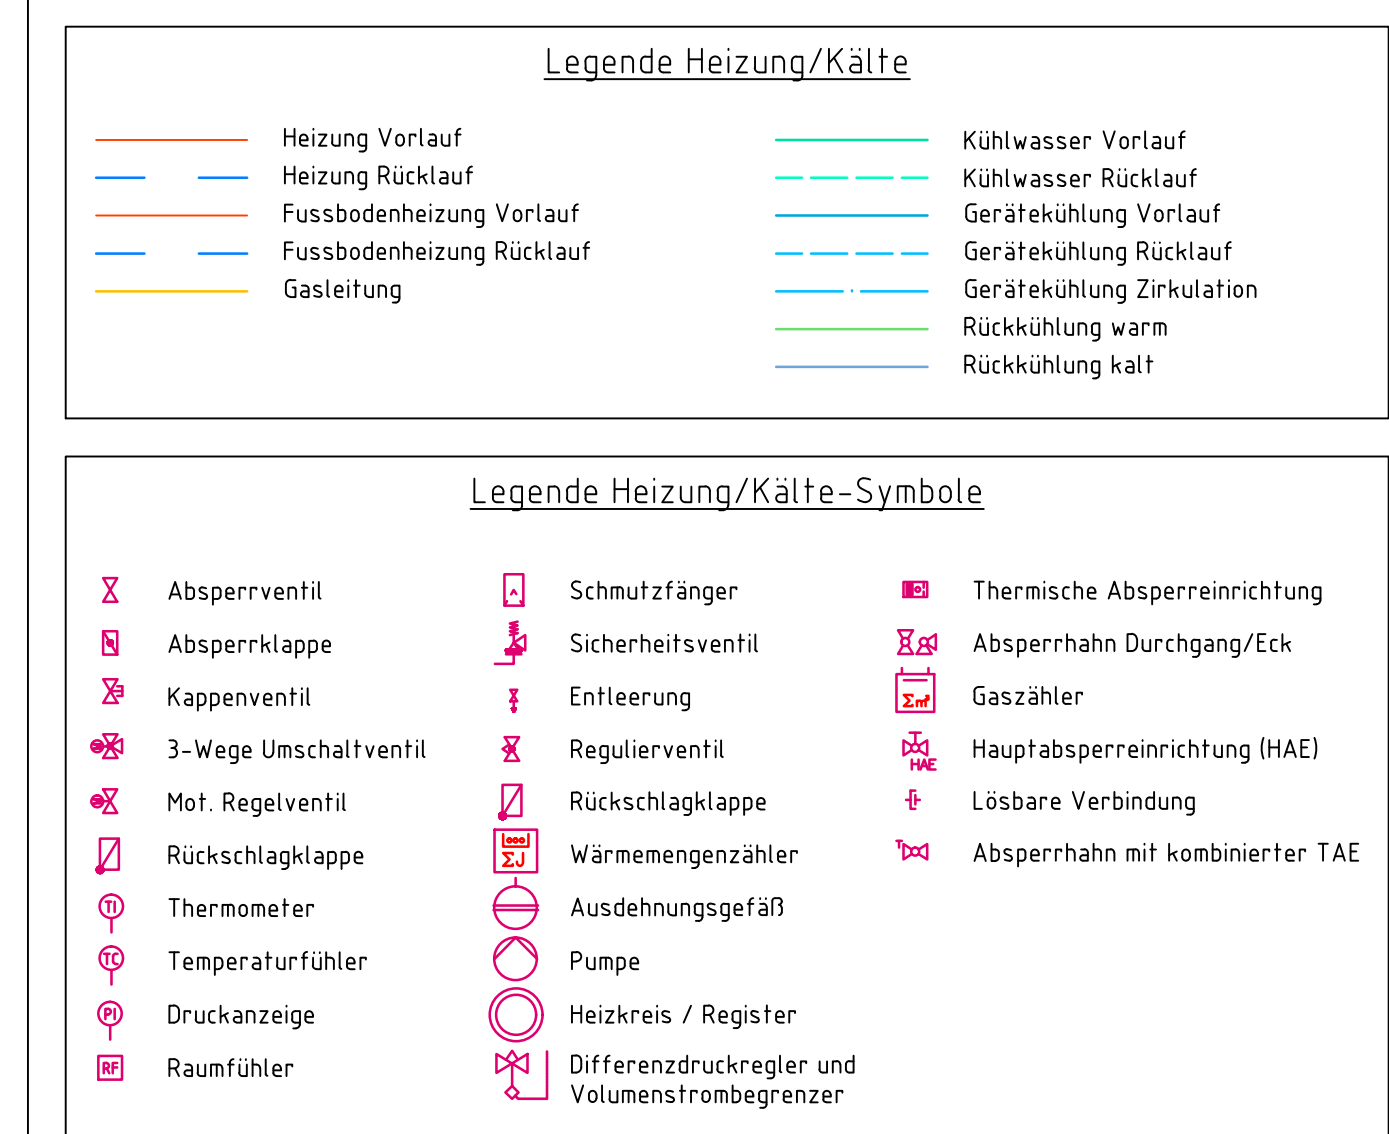 Legende Heizung/Kälte
Heizung Vorlauf
Heizung Rücklauf
Fussbodenheizung Vorlauf
Fussbodenheizung Rücklauf
Gasleitung
Kühlwasser Vorlauf
Kühlwasser Rücklauf
Gerätekühlung Vorlauf
Gerätekühlung Rücklauf
Gerätekühlung Zirkulation
Rückkühlung warm
Rückkühlung kalt
Legende Heizung/Kälte-Symbole
Absperrventil
Absperrklappe
Kappenventil
M 3-Wege Umschaltventil
M Mot. Regelventil
Rückschlagklappe
TI Thermometer
TC Temperaturfühler
PI Druckanzeige
RF Raumfühler
Schmutzfänger
Sicherheitsventil
Entleerung
Regulierventil
Rückschlagklappe
ΣJ Wärmemengenzähler
Ausdehnungsgefäß
Pumpe
Heizkreis / Register
Differenzdruckregler und
Volumenstrombegrenzer
Thermische Absperreinrichtung
Absperrhahn Durchgang/Eck
Σm³ Gaszähler
Hauptabsperreinrichtung (HAE)
HAE
Lösbare Verbindung
T Absperrhahn mit kombinierter TAE